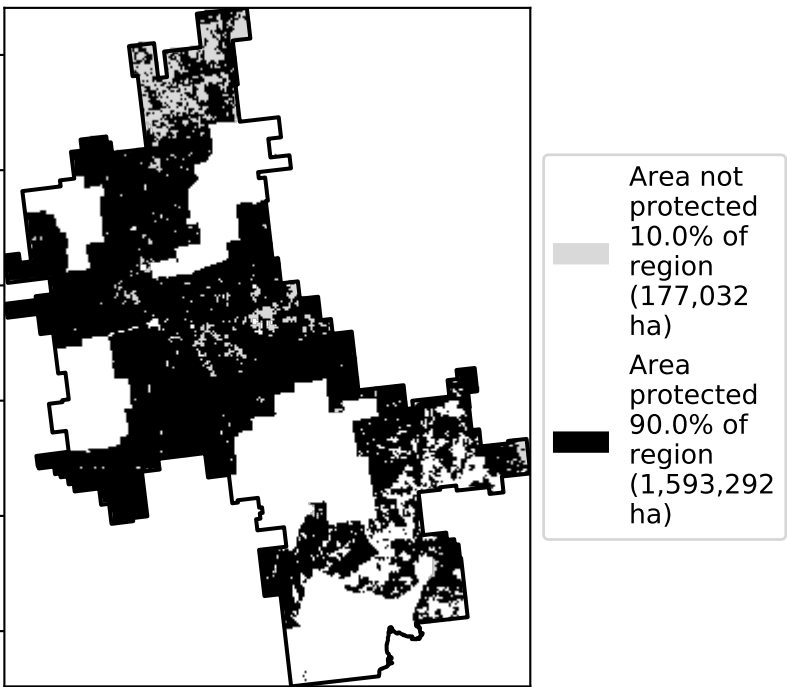 Area not
protected
10.0% of
region
(177,032
ha)
Area
protected
90.0% of
region
(1,593,292
ha)